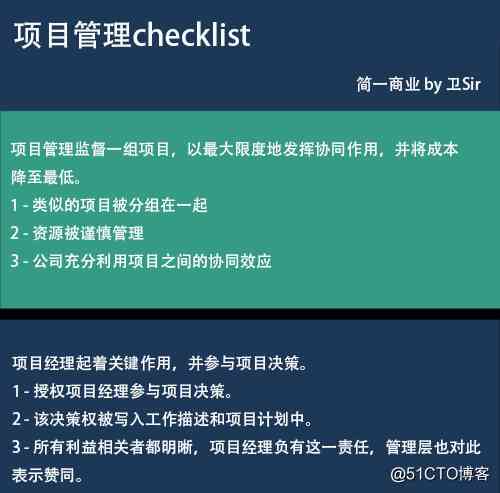 项目管理checklist
简一商业 by 卫Sir
项目管理监督一组项目，以最大限度地发挥协同作用，并将成本
降至最低。
1 - 类似的项目被分组在一起
2 - 资源被谨慎管理
3 - 公司充分利用项目之间的协同效应
项目经理起着关键作用，并参与项目决策。
1 - 授权项目经理参与项目决策。
2 - 该决策权被写入工作描述和项目计划中。
3 - 所有利益相关者都明晰，项目经理负有这一责任，管理层也对此
表示赞同。
@51CTO博客